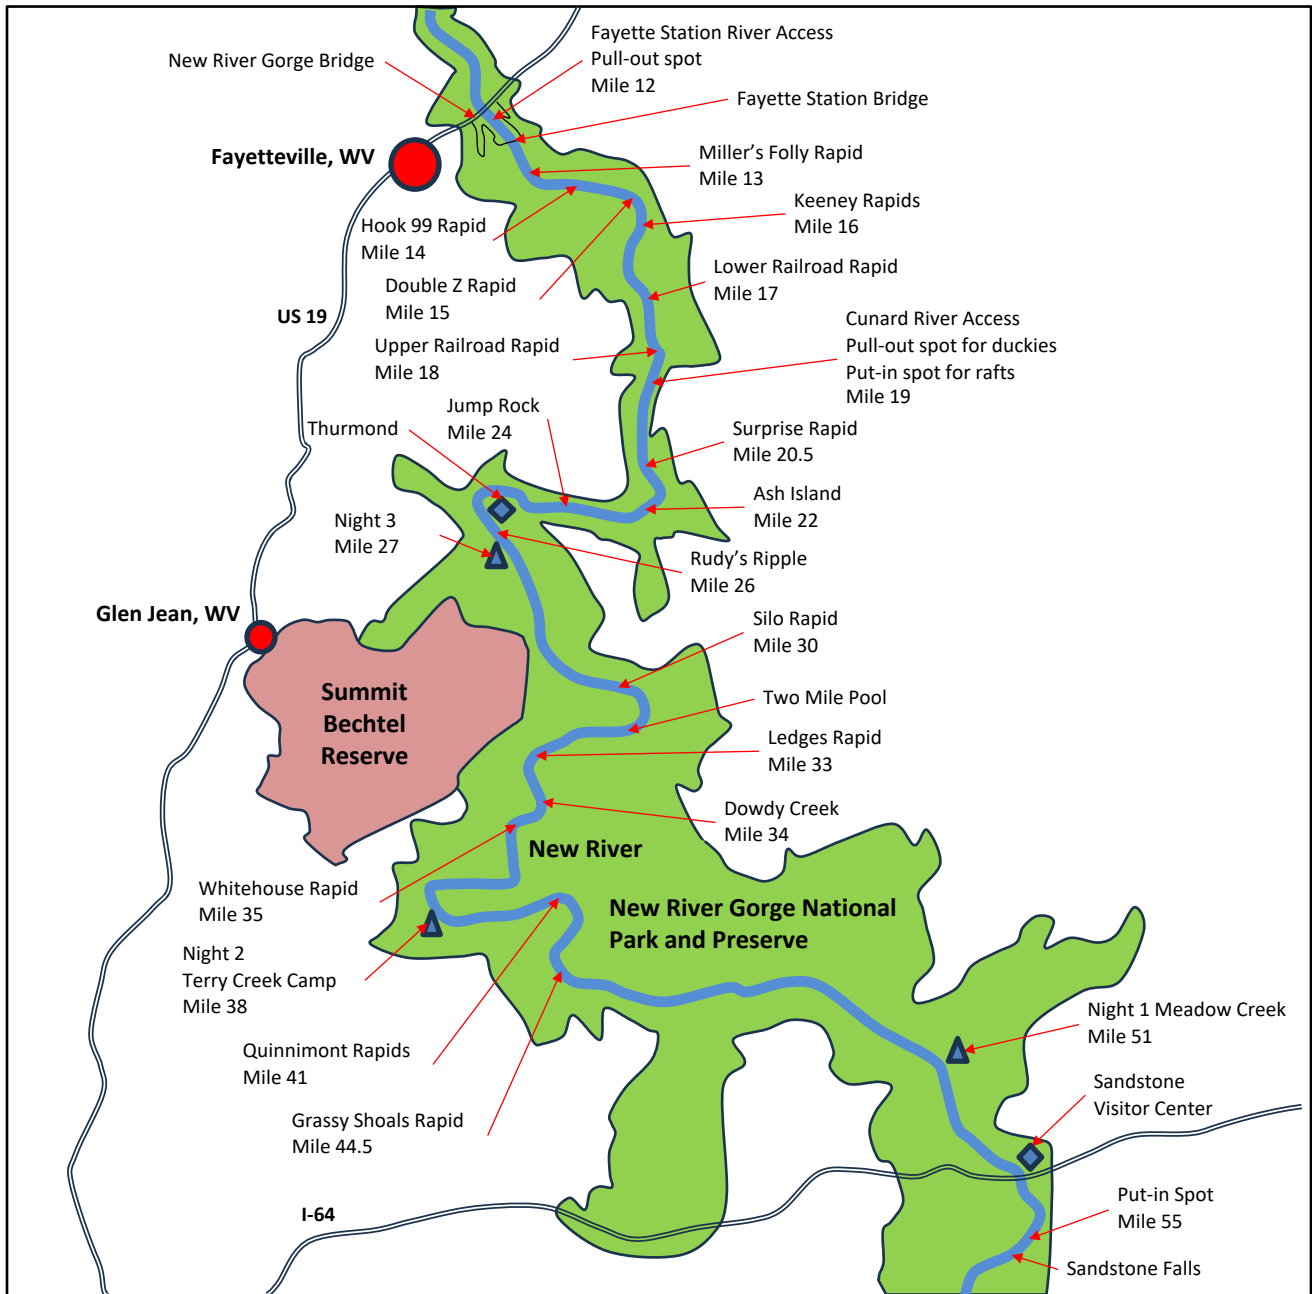 New River Gorge Bridge
Fayette Station River Access
Pull-out spot
Mile 12
Fayette Station Bridge
Fayetteville, WV
Miller's Folly Rapid
Mile 13
Keeney Rapids
Mile 16
Hook 99 Rapid
Mile 14
Double Z Rapid
Mile 15
Lower Railroad Rapid
Mile 17
US 19
Upper Railroad Rapid
Mile 18
Cunard River Access
Pull-out spot for duckies
Put-in spot for rafts
Mile 19
Jump Rock
Mile 24
Thurmond
Surprise Rapid
Mile 20.5
Ash Island
Mile 22
Night 3
Mile 27
Rudy's Ripple
Mile 26
Glen Jean, WV
Silo Rapid
Mile 30
Summit
Bechtel
Reserve
Two Mile Pool
Ledges Rapid
Mile 33
Dowdy Creek
Mile 34
New River
Whitehouse Rapid
Mile 35
New River Gorge National
Park and Preserve
Night 2
Terry Creek Camp
Mile 38
Night 1 Meadow Creek
Mile 51
Quinnimont Rapids
Mile 41
Sandstone
Visitor Center
Grassy Shoals Rapid
Mile 44.5
I-64
Put-in Spot
Mile 55
Sandstone Falls